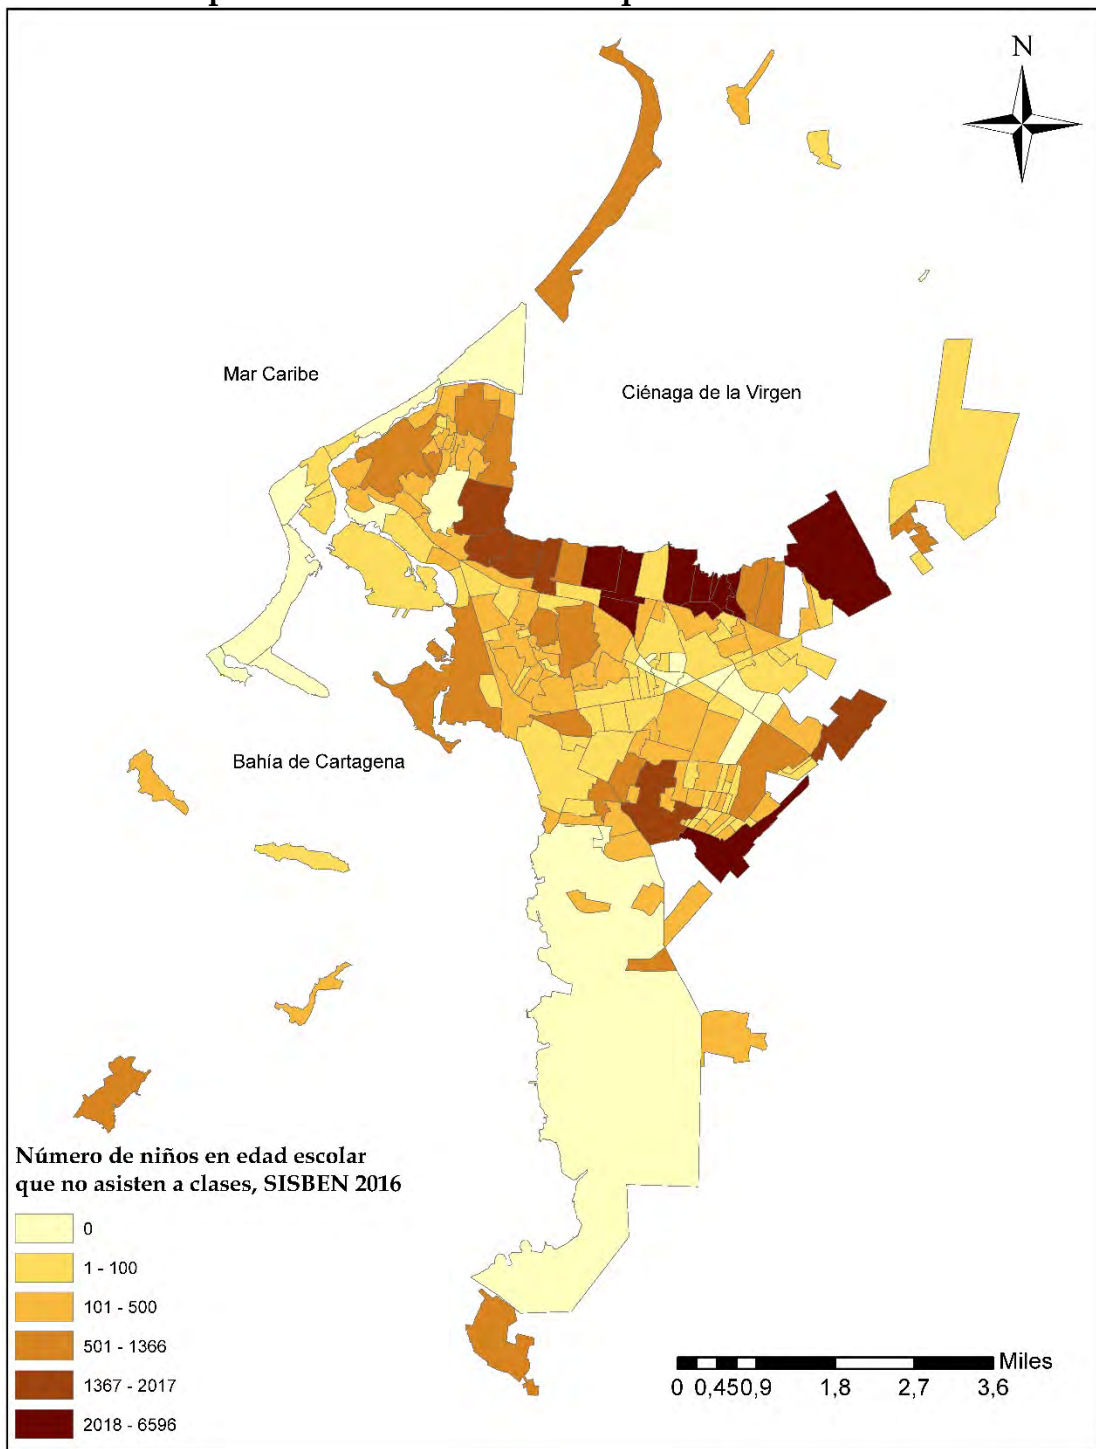 N
Mar Caribe
Ciénaga de la Virgen
Bahía de Cartagena
Número de niños en edad escolar
que no asisten a clases, SISBEN 2016
0
1 - 100
101 - 500
501 - 1366
1367 - 2017
2018 - 6596
Miles
0 0,450,9 1,8 2,7 3,6